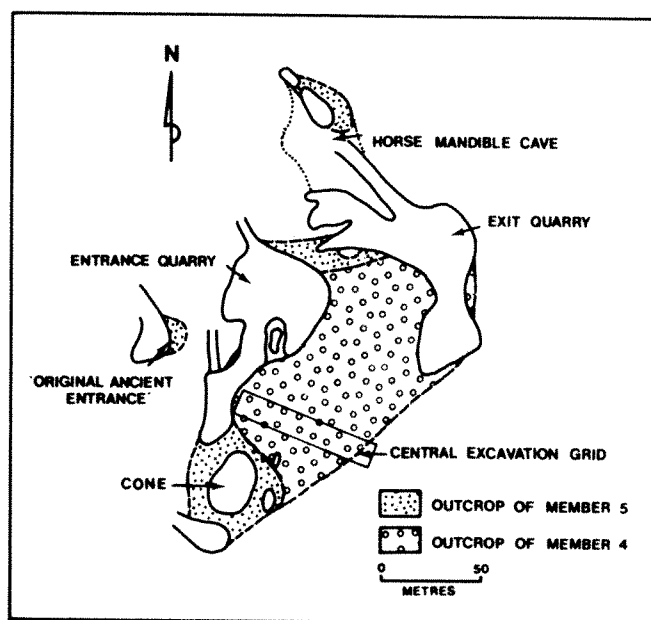 N
HORSE MANDIBLE CAVE
EXIT QUARRY
ENTRANCE QUARRY
'ORIGINAL ANCIENT
ENTRANCE'
CENTRAL EXCAVATION GRID
CONE
OUTCROP OF MEMBER 5
OUTCROP OF MEMBER 4
0 50
METRES